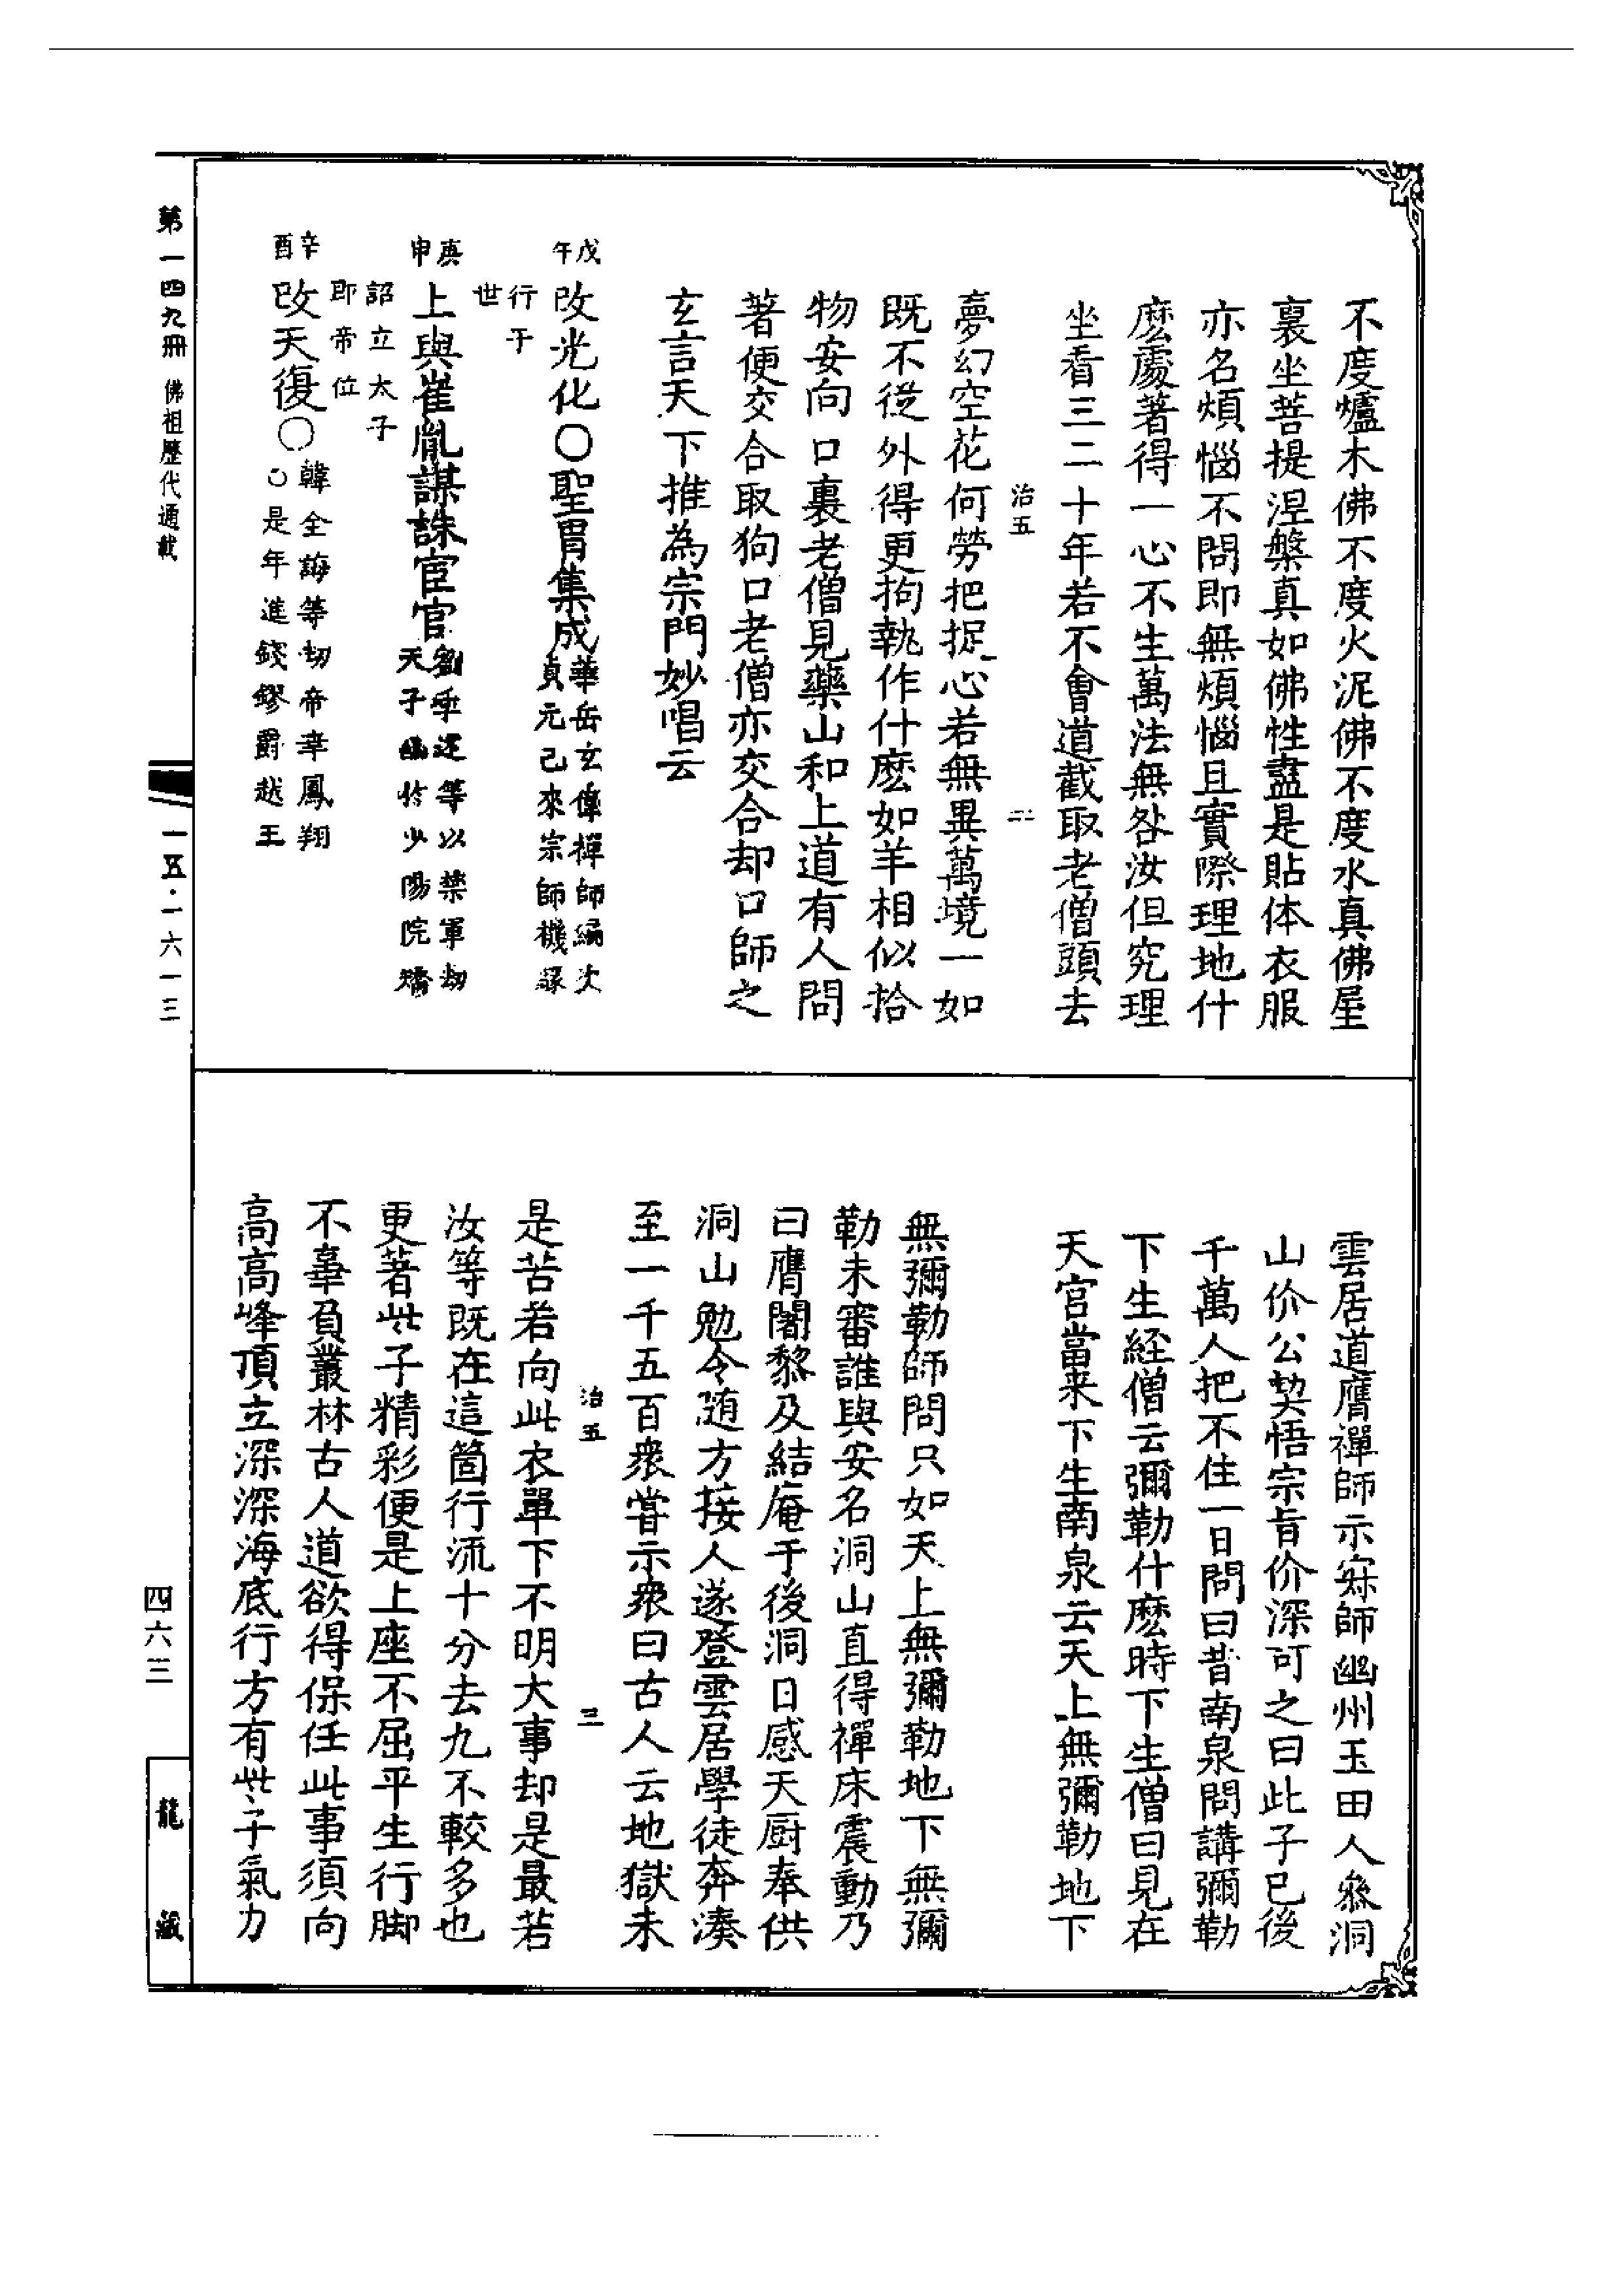 不度爐木佛不度火泥佛不度水真佛屋
裏坐菩提涅槃真如佛性盡是貼体衣服
亦名煩惱不問即無煩惱且實際理地什
麽處著得一心不生萬法無咎汝但究理
坐看三二十年若不會道截取老僧頭去
治五
二
夢幻空花何勞把捉心若無異萬境一如
既不從外得更拘執作什麽如羊相似拾
物安向口裏老僧見藥山和上道有人問
著便交合取狗口老僧亦交合却口師之
玄言天下推為宗門妙唱云
戊午
改光化○聖胄集成
華岳玄偉禪師編次
貞元已來宗師機緣
行于
世
庚申
上與崔胤謀誅宦官
劉季述等以禁軍劫
天子幽於少陽院矯
詔立太子
即帝位
辛酉
改天復○
韓全誨等刼帝幸鳳翔
○是年進錢鏐爵越王
第一四九冊 佛祖歷代通載
一五·一六一三
雲居道膺禪師示寂師幽州玉田人叅洞
山价公契悟宗旨价深可之曰此子已後
千萬人把不住一日問曰昔南泉問講彌勒
下生經僧云彌勒什麽時下生僧曰見在
天宮當来下生南泉云天上無彌勒地下
無彌勒師問只如天上無彌勒地下無彌
勒未審誰與安名洞山直得禪床震動乃
曰膺闍黎及結庵于後洞日感天厨奉供
洞山勉令随方接人遂登雲居學徒奔湊
至一千五百衆嘗示衆曰古人云地獄未
治五
三
是苦若向此衣單下不明大事却是最苦
汝等既在這箇行流十分去九不較多也
更著些子精彩便是上座不屈平生行脚
不辜負叢林古人道欲得保任此事須向
高高峰頂立深深海底行方有些子氣力
四六三
龍藏